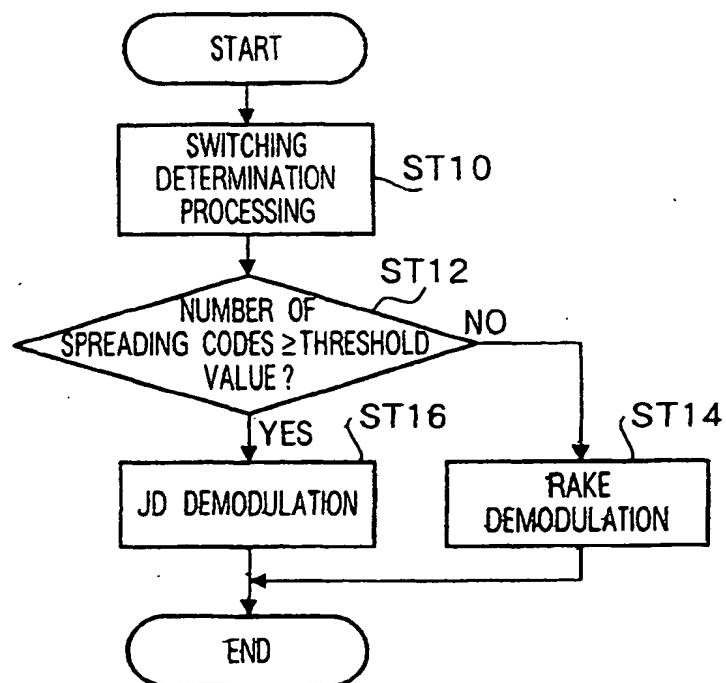 START
SWITCHING
DETERMINATION
PROCESSING
ST10
ST12
NUMBER OF
SPREADING CODES ≥ THRESHOLD
VALUE?
NO
YES
ST16
JD DEMODULATION
ST14
RAKE
DEMODULATION
END